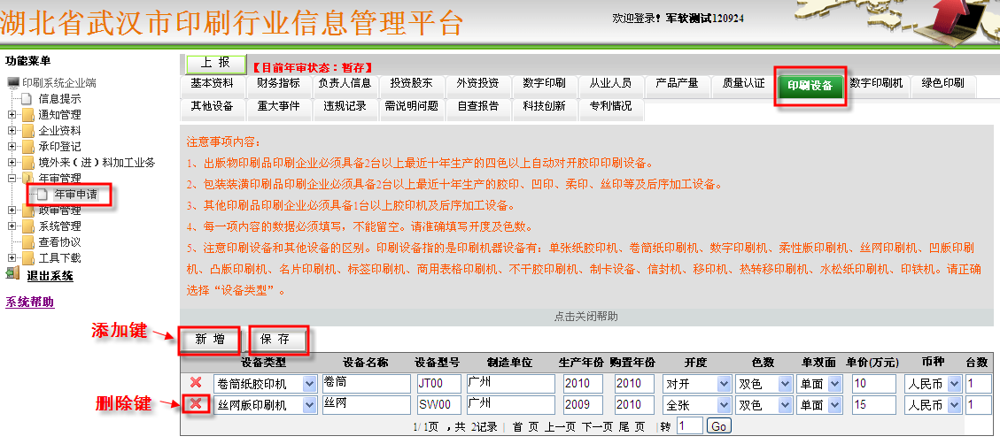 湖北省武汉市印刷行业信息管理平台
欢迎登录！军软测试120924
功能菜单
印刷系统企业端
信息提示
通知管理
企业资料
承印登记
境外来（进）料加工业务
年审管理
年审申请
政审管理
系统管理
查看协议
工具下载
退出系统
系统帮助
上 报
【目前年审状态：暂存】
基本资料 财务指标 负责人信息 投资股东 外资投资 数字印刷 从业人员 产品产量 质量认证 印刷设备 数字印刷机 绿色印刷
其他设备 重大事件 违规记录 需说明问题 自查报告 科技创新 专利情况
注意事项内容：
1、出版物印刷品印刷企业必须具备2台以上最近十年生产的四色以上自动对开胶印印刷设备。
2、包装装潢印刷品印刷企业必须具备2台以上最近十年生产的胶印、凹印、柔印、丝印等及后序加工设备。
3、其他印刷品印刷企业必须具备1台以上胶印机及后序加工设备。
4、每一项内容的数据必须填写，不能留空。请准确填写开度及色数。
5、注意印刷设备和其他设备的区别。印刷设备指的是印刷机器设备有：单张纸胶印机、卷筒纸印刷机、数字印刷机、柔性版印刷机、丝网印刷机、凹版印刷
机、凸版印刷机、名片印刷机、标签印刷机、商用表格印刷机、不干胶印刷机、制卡设备、信封机、移印机、热转移印刷机、水松纸印刷机、印铁机。请正确
选择“设备类型”。
点击关闭帮助
添加键
新 增 保 存
设备类型 设备名称 设备型号 制造单位 生产年份 购置年份 开度 色数 单双面 单价(万元) 币种 台数
卷筒纸胶印机 卷筒 JT00 广州 2010 2010 对开 双色 单面 10 人民币 1
删除键
丝网版印刷机 丝网 SW00 广州 2009 2010 全张 双色 单面 15 人民币 1
1/1页 ，共 2记录 | 首 页 上一页 下一页 尾 页 |转 1 Go